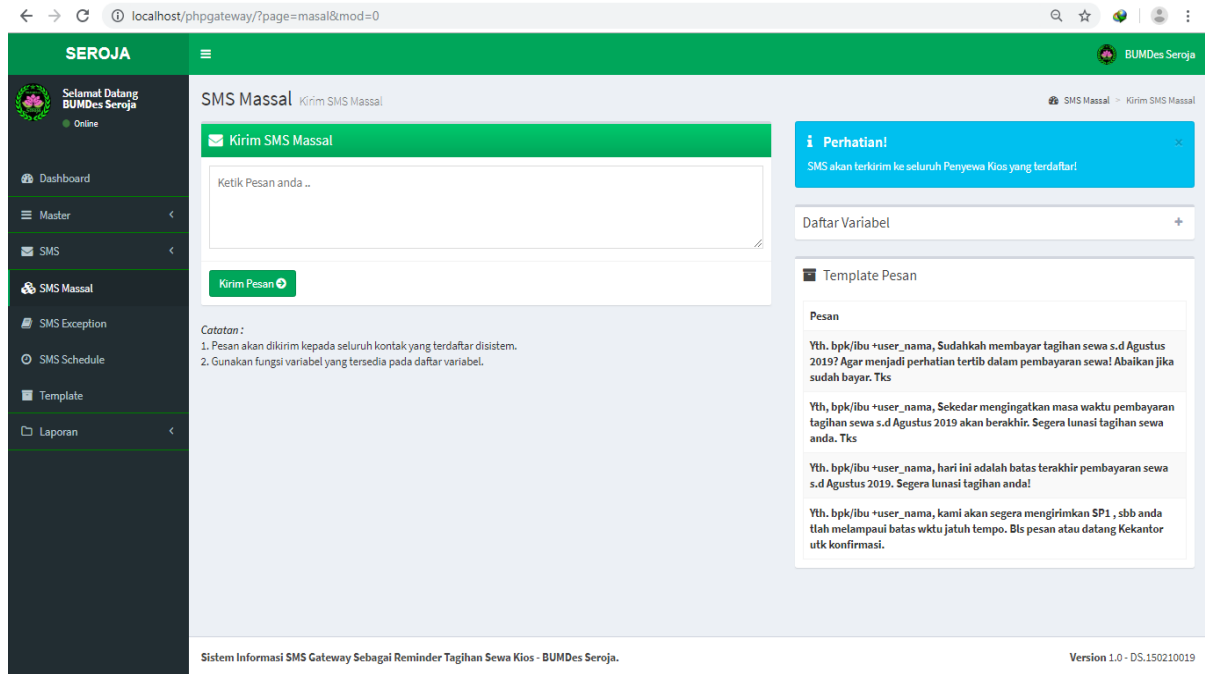 localhost/phpgateway/?page=masal&mod=0
SEROJA
BUMDes Seroja
Selamat Datang
BUMDes Seroja
Online
Dashboard
Master
SMS
SMS Massal
SMS Exception
SMS Schedule
Template
Laporan
SMS Massal Kirim SMS Massal
SMS Massal > Kirim SMS Massal
Kirim SMS Massal
Ketik Pesan anda ..
Kirim Pesan
Catatan :
1. Pesan akan dikirim kepada seluruh kontak yang terdaftar disistem.
2. Gunakan fungsi variabel yang tersedia pada daftar variabel.
Perhatian!
SMS akan terkirim ke seluruh Penyewa Kios yang terdaftar!
Daftar Variabel
Template Pesan
Pesan
Yth. bpk/ibu +user_nama, Sudahkah membayar tagihan sewa s.d Agustus
2019? Agar menjadi perhatian tertib dalam pembayaran sewa! Abaikan jika
sudah bayar. Tks
Yth, bpk/ibu +user_nama, Sekedar mengingatkan masa waktu pembayaran
tagihan sewa s.d Agustus 2019 akan berakhir. Segera lunasi tagihan sewa
anda. Tks
Yth. bpk/ibu +user_nama, hari ini adalah batas terakhir pembayaran sewa
s.d Agustus 2019. Segera lunasi tagihan anda!
Yth. bpk/ibu +user_nama, kami akan segera mengirimkan SP1 , sbb anda
tlah melampaui batas wktu jatuh tempo. Bls pesan atau datang Kekantor
utk konfirmasi.
Sistem Informasi SMS Gateway Sebagai Reminder Tagihan Sewa Kios - BUMDes Seroja.
Version 1.0 - DS.150210019